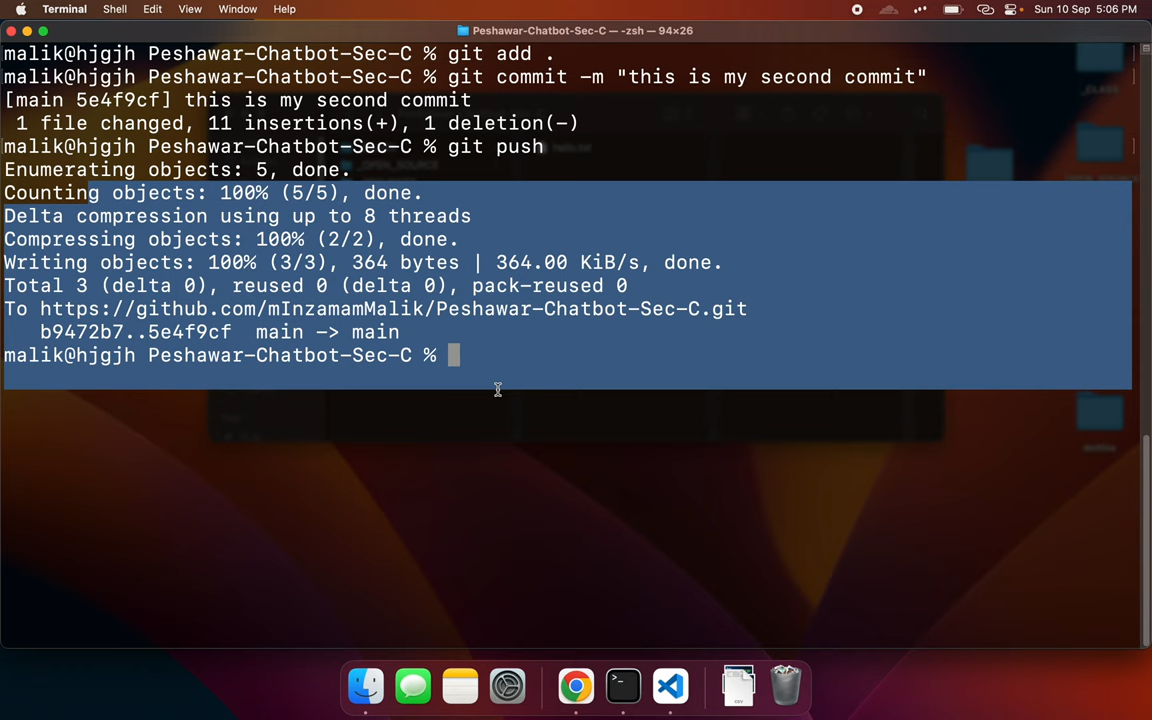 Terminal Shell Edit View Window Help Sun 10 Sep 5:06 PM
Peshawar-Chatbot-Sec-C — -zsh — 94×26
malik@hjgjh Peshawar-Chatbot-Sec-C % git add .
malik@hjgjh Peshawar-Chatbot-Sec-C % git commit -m "this is my second commit"
[main 5e4f9cf] this is my second commit
1 file changed, 11 insertions(+), 1 deletion(-)
malik@hjgjh Peshawar-Chatbot-Sec-C % git push
Enumerating objects: 5, done.
Counting objects: 100% (5/5), done.
Delta compression using up to 8 threads
Compressing objects: 100% (2/2), done.
Writing objects: 100% (3/3), 364 bytes | 364.00 KiB/s, done.
Total 3 (delta 0), reused 0 (delta 0), pack-reused 0
To https://github.com/mInzamamMalik/Peshawar-Chatbot-Sec-C.git
b9472b7..5e4f9cf main -> main
malik@hjgjh Peshawar-Chatbot-Sec-C %